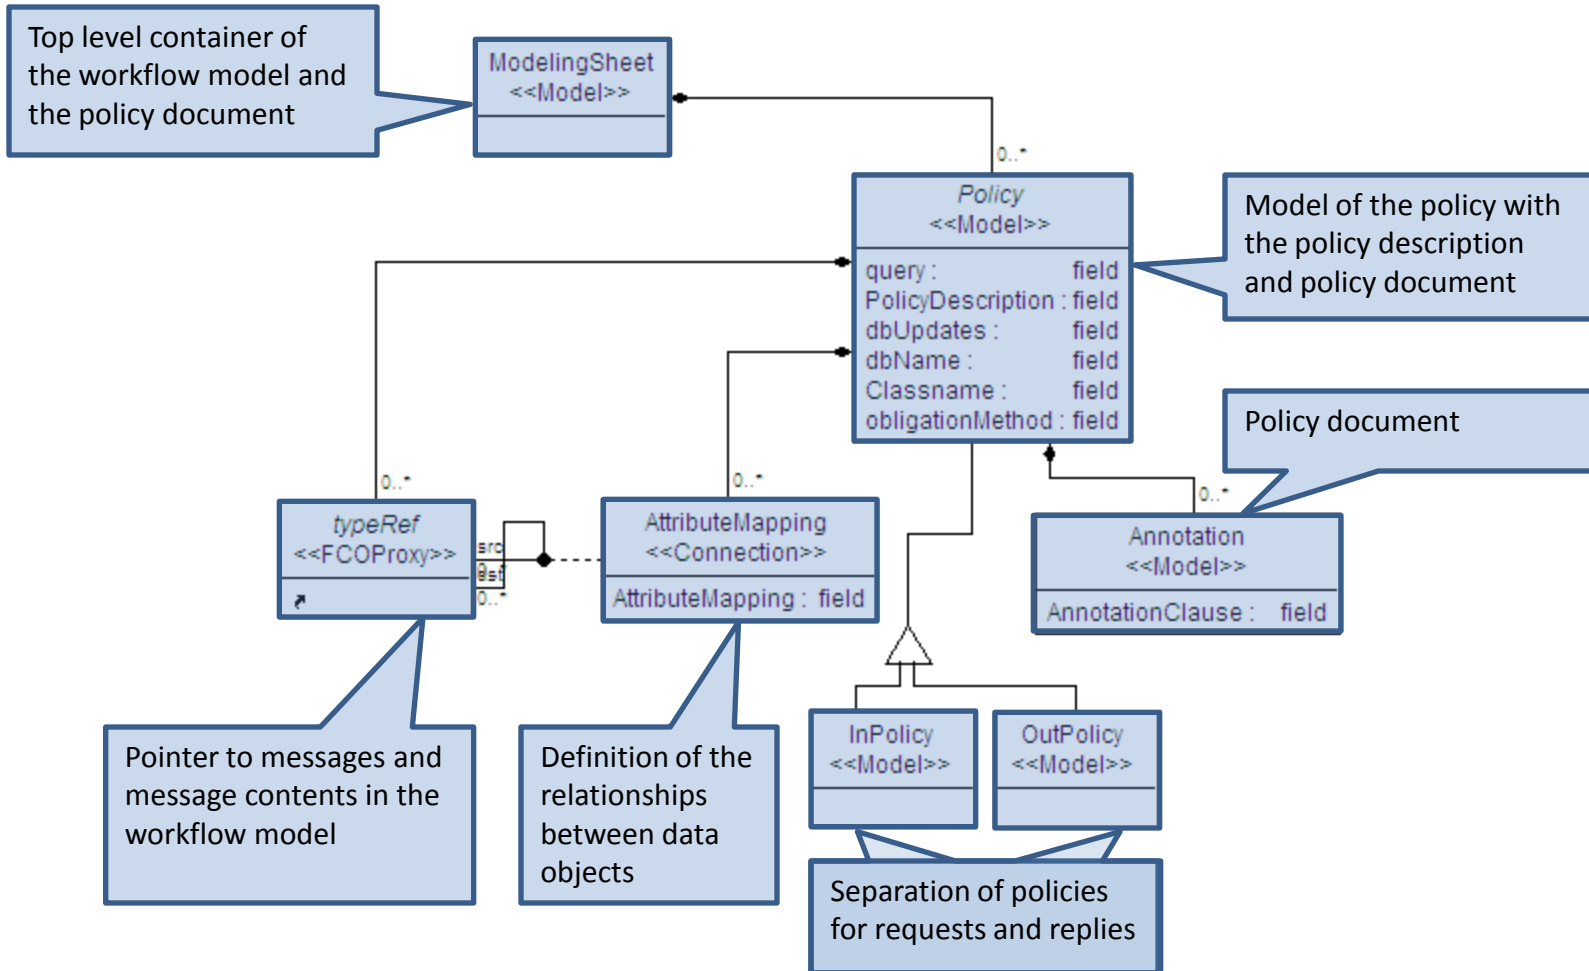 Top level container of
the workflow model and
the policy document
ModelingSheet
<<Model>>
0..*
Policy
<<Model>>
query : field
PolicyDescription : field
dbUpdates : field
dbName : field
Classname : field
obligationMethod : field
Model of the policy with
the policy description
and policy document
Policy document
0..*
typeRef
<<FCOProxy>>
src
dst
0..*
0..*
AttributeMapping
<<Connection>>
AttributeMapping : field
0..*
Annotation
<<Model>>
AnnotationClause : field
InPolicy
<<Model>>
OutPolicy
<<Model>>
Pointer to messages and
message contents in the
workflow model
Definition of the
relationships
between data
objects
Separation of policies
for requests and replies